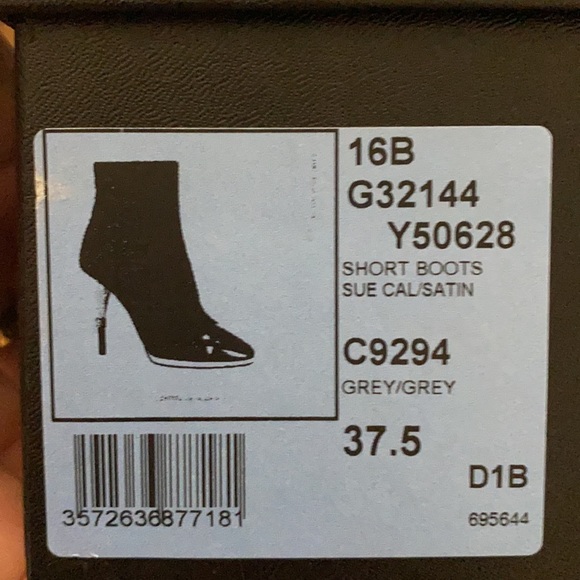 16B
G32144
Y50628
SHORT BOOTS
SUE CAL/SATIN
C9294
GREY/GREY
37.5
D1B
3572636877181
695644